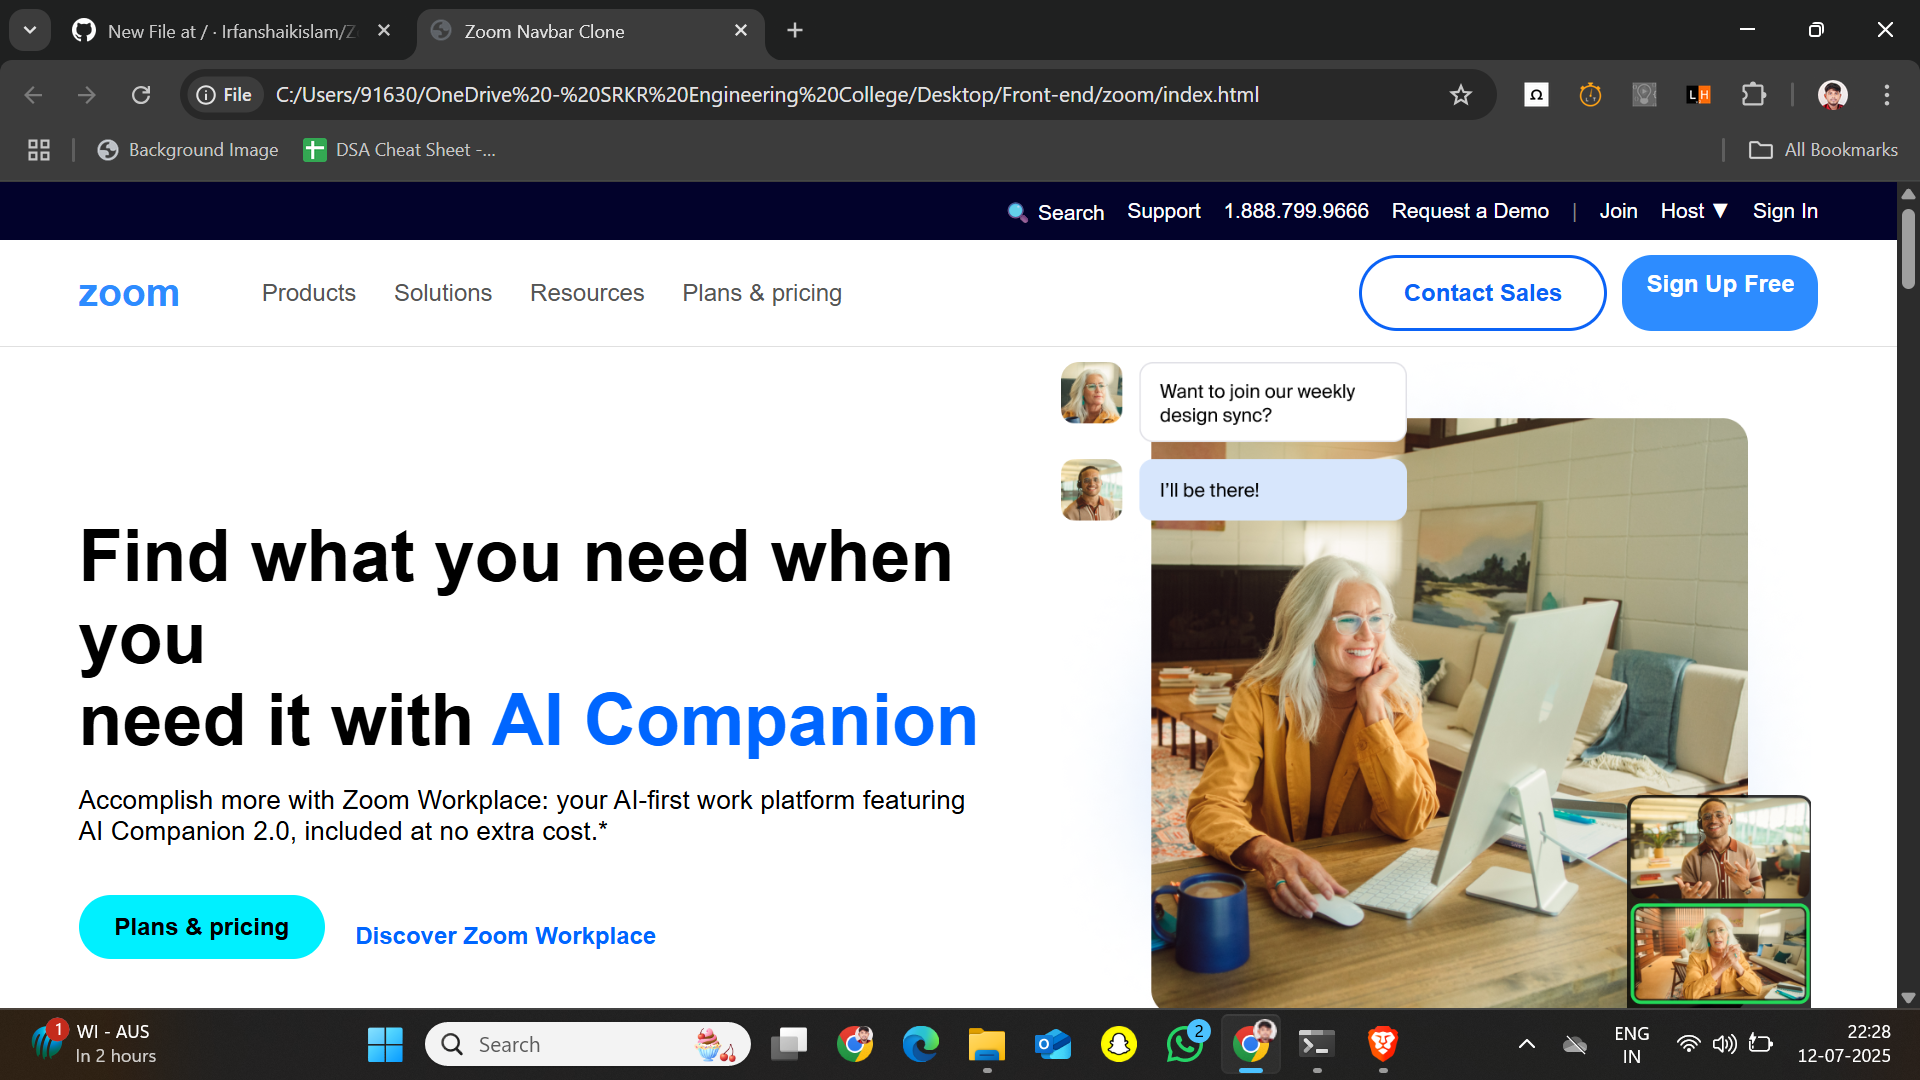 New File at / · Irfanshaikislam/Z
Zoom Navbar Clone
File
C:/Users/91630/OneDrive%20-%20SRKR%20Engineering%20College/Desktop/Front-end/zoom/index.html
Ω
LH
Background Image
DSA Cheat Sheet -...
All Bookmarks
Search
Support
1.888.799.9666
Request a Demo
|
Join
Host ▼
Sign In
zoom
Products
Solutions
Resources
Plans & pricing
Contact Sales
Sign Up Free
Want to join our weekly
design sync?
I’ll be there!
Find what you need when
you
need it with AI Companion
Accomplish more with Zoom Workplace: your AI-first work platform featuring
AI Companion 2.0, included at no extra cost.*
Plans & pricing
Discover Zoom Workplace
1
WI - AUS
In 2 hours
Search
2
ENG
IN
22:28
12-07-2025